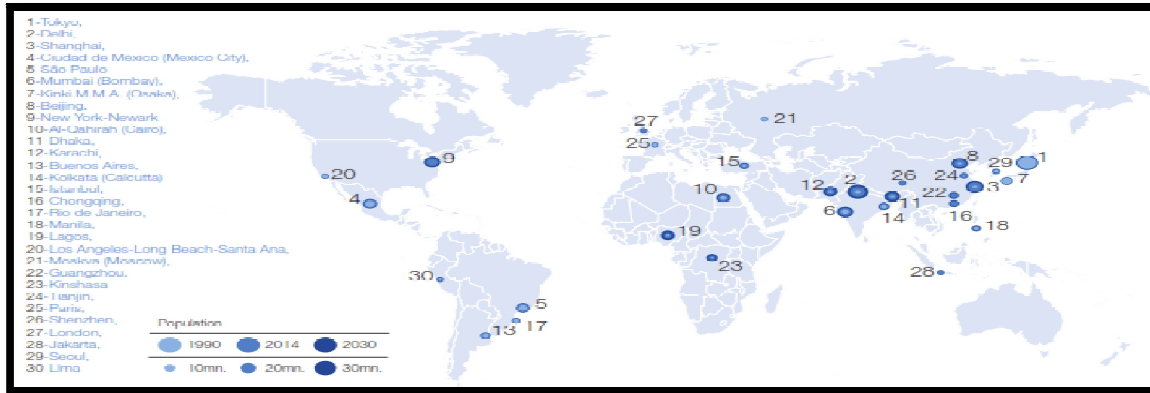 1-Tokyo,
2-Delhi,
3-Shanghai,
4-Ciudad de México (Mexico City),
5 São Paulo
6-Mumbai (Bombay),
7-Kinki M.M.A. (Osaka),
8-Beijing,
9-New York-Newark
10-Al-Qahirah (Cairo),
11 Dhaka,
12-Karachi,
13-Buenos Aires,
14-Kolkata (Calcutta)
15-Istanbul,
16 Chongqing,
17-Rio de Janeiro,
18-Manila,
19-Lagos,
20-Los Angeles-Long Beach-Santa Ana,
21-Moskva (Moscow),
22-Guangzhou.
23-Kinshasa
24-Tianjin,
25-Paris,
26-Shenzhen,
27-London,
28-Jakarta,
29-Seoul,
30 Lima
Population
1990 2014 2030
10mn. 20mn. 30mn.
27
21
25
9
20
15
8
29
1
24
7
26
2
12
3
10
22
4
11
6
14
16
18
19
23
28
30
5
17
13